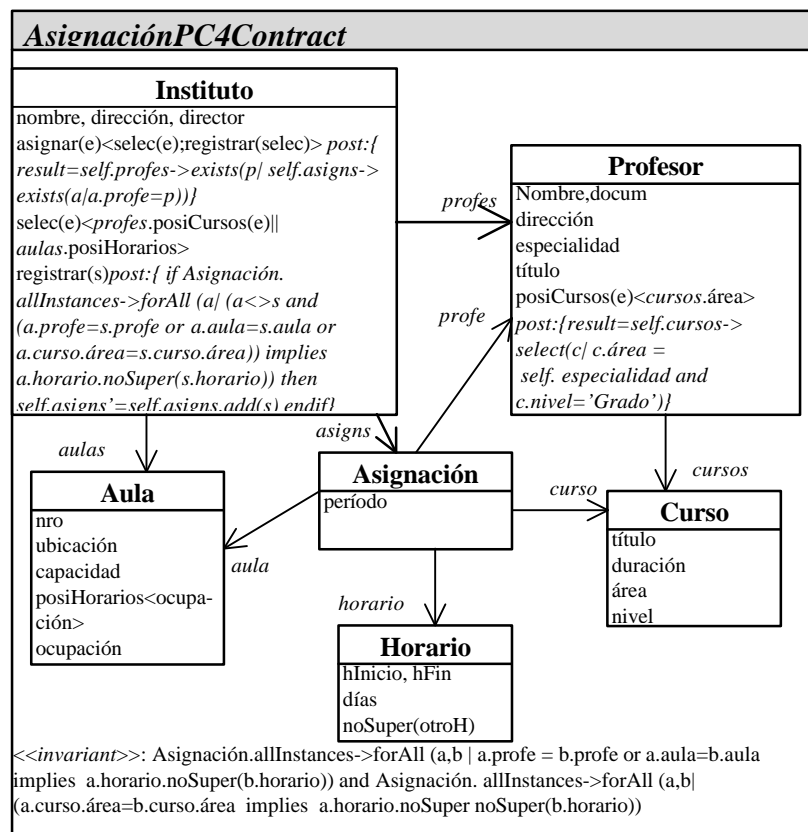 AsignaciónPC4Contract
Instituto
nombre, dirección, director
asignar(e)<selec(e);registrar(selec)> post:{
result=self.profes->exists(p| self.asigns->
exists(a|a.profe=p))}
selec(e)<profes.posiCursos(e)||
aulas.posiHorarios>
registrar(s)post:{ if Asignación.
allInstances->forAll (a| (a<>s and
(a.profe=s.profe or a.aula=s.aula or
a.curso.área=s.curso.área)) implies
a.horario.noSuper(s.horario)) then
self.asigns’=self.asigns.add(s) endif}
profes
Profesor
Nombre,docum
dirección
especialidad
título
posiCursos(e)<cursos.área>
post:{result=self.cursos->
select(c| c.área =
self. especialidad and
c.nivel=’Grado’)}
profe
aulas
asigns
cursos
Aula
nro
ubicación
capacidad
posiHorarios<ocupa-
ción>
ocupación
Asignación
período
curso
aula
Curso
título
duración
área
nivel
horario
Horario
hInicio, hFin
días
noSuper(otroH)
<<invariant>>: Asignación.allInstances->forAll (a,b | a.profe = b.profe or a.aula=b.aula
implies a.horario.noSuper(b.horario)) and Asignación. allInstances->forAll (a,b|
(a.curso.área=b.curso.área implies a.horario.noSuper noSuper(b.horario))